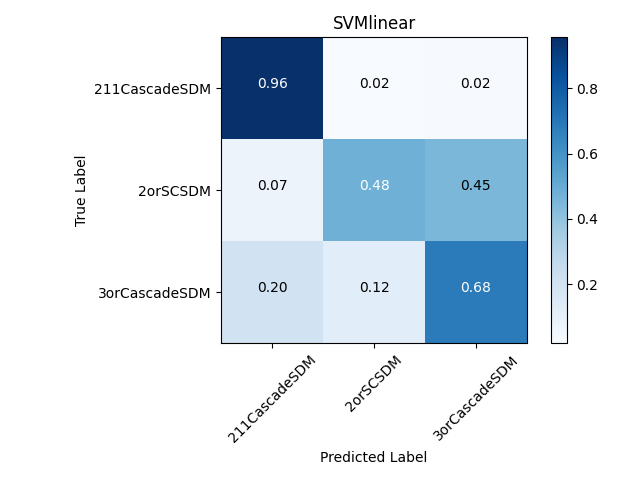 SVMlinear
211CascadeSDM
0.96
0.02
0.02
0.8
2orSCSDM
0.07
0.48
0.45
0.6
0.4
3orCascadeSDM
0.20
0.12
0.68
0.2
True Label
211CascadeSDM
2orSCSDM
3orCascadeSDM
Predicted Label